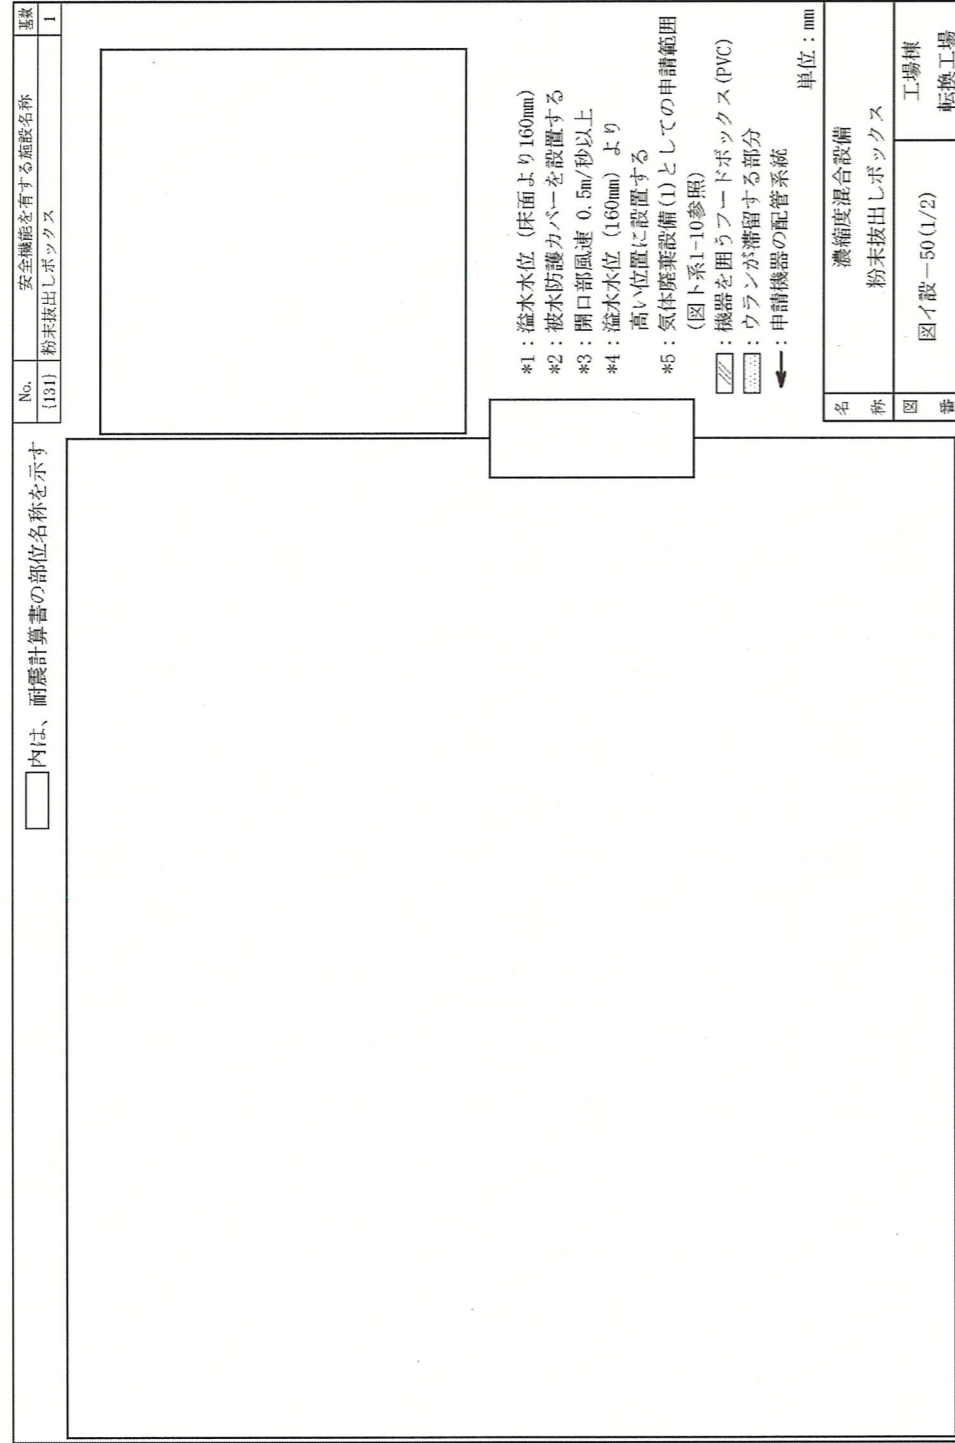 内は、耐震計算書の部位名称を示す
No. 安全機能を有する施設名称 基数
{131} 粉末抜出しボックス 1
*1：溢水水位（床面より160mm）
*2：被水防護カバーを設置する
*3：開口部風速 0.5m/秒以上
*4：溢水水位（160mm）より
高い位置に設置する
*5：気体廃棄設備(1)としての申請範囲
（図ト系1-10参照）
：機器を囲うフードボックス(PVC)
：ウランが滞留する部分
：申請機器の配管系統
単位：mm
名称 濃縮度混合設備
粉末抜出しボックス
図番 図イ設－50(1/2) 工場棟
転換工場